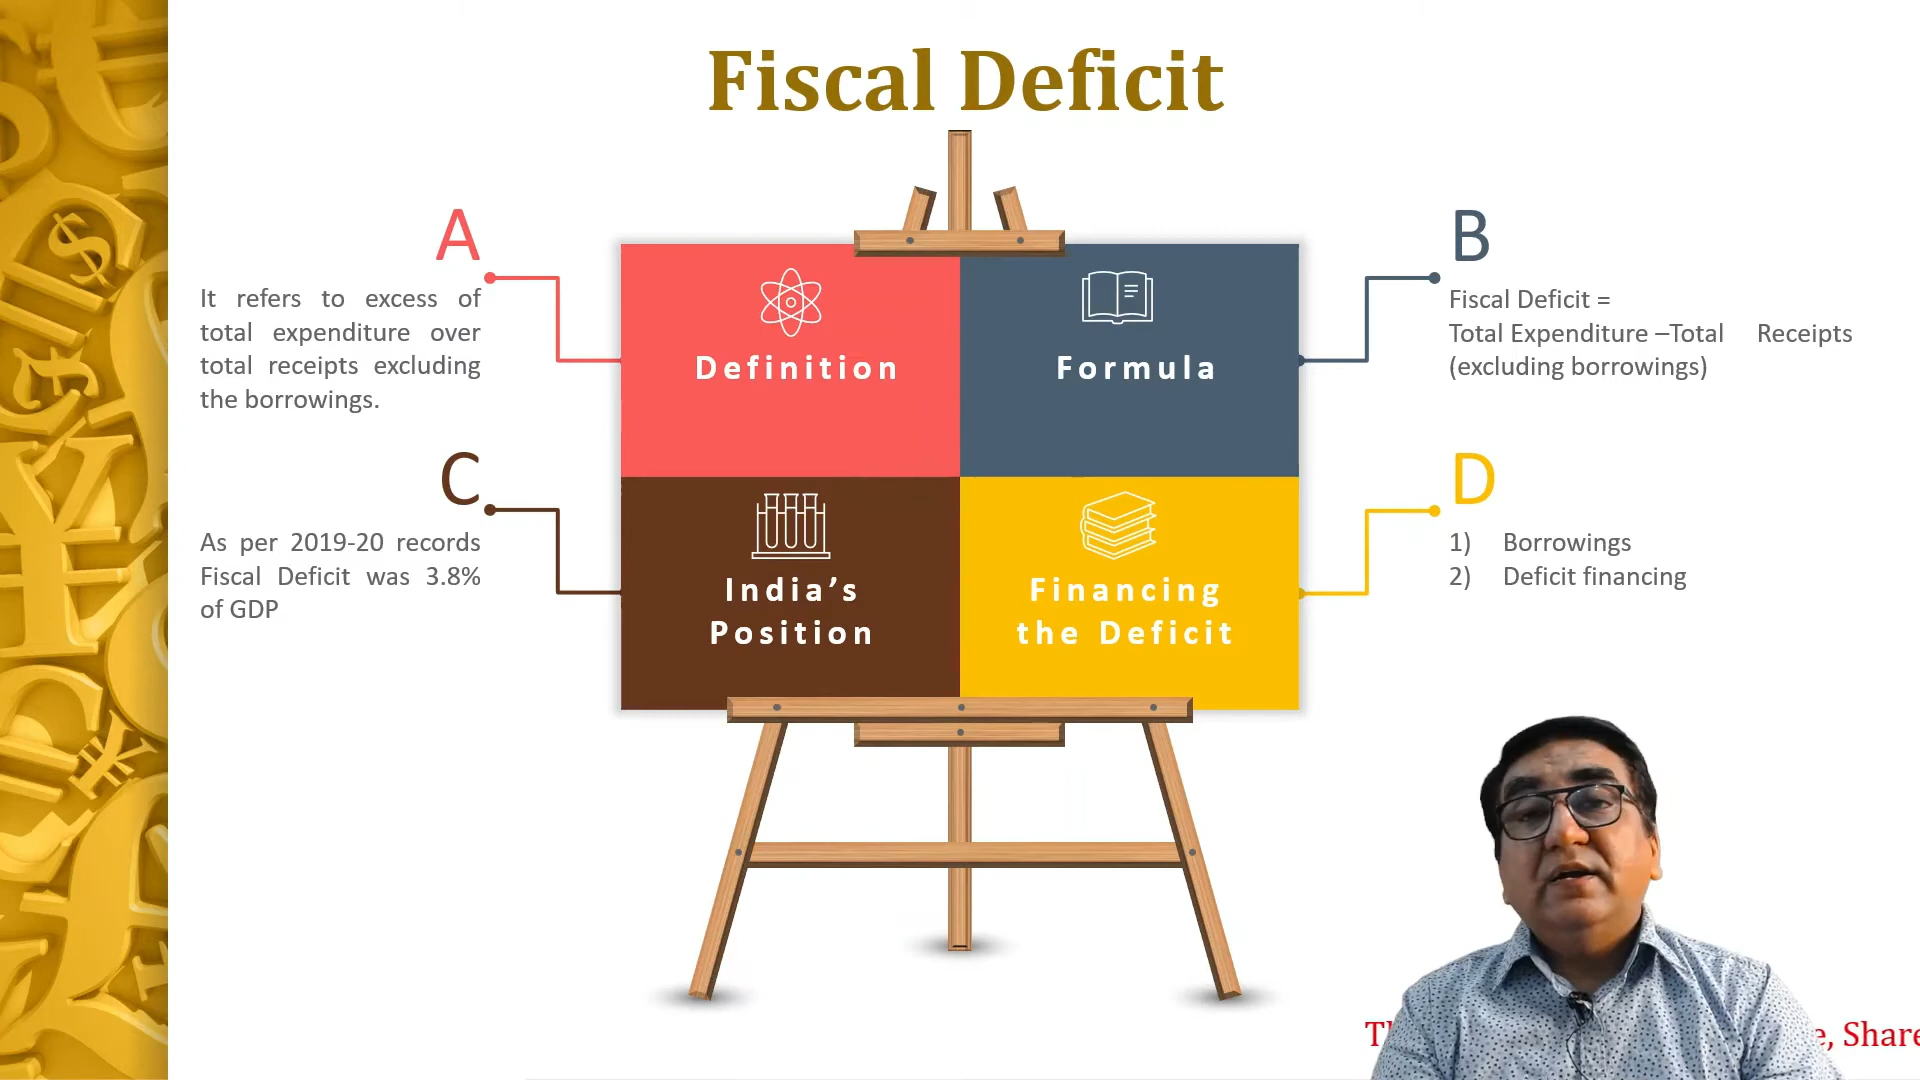 Fiscal Deficit
A
It refers to excess of
total expenditure over
total receipts excluding
the borrowings.
Definition
B
Fiscal Deficit =
Total Expenditure –Total Receipts
(excluding borrowings)
Formula
C
As per 2019-20 records
Fiscal Deficit was 3.8%
of GDP
India’s
Position
D
1) Borrowings
2) Deficit financing
Financing
the Deficit
Share